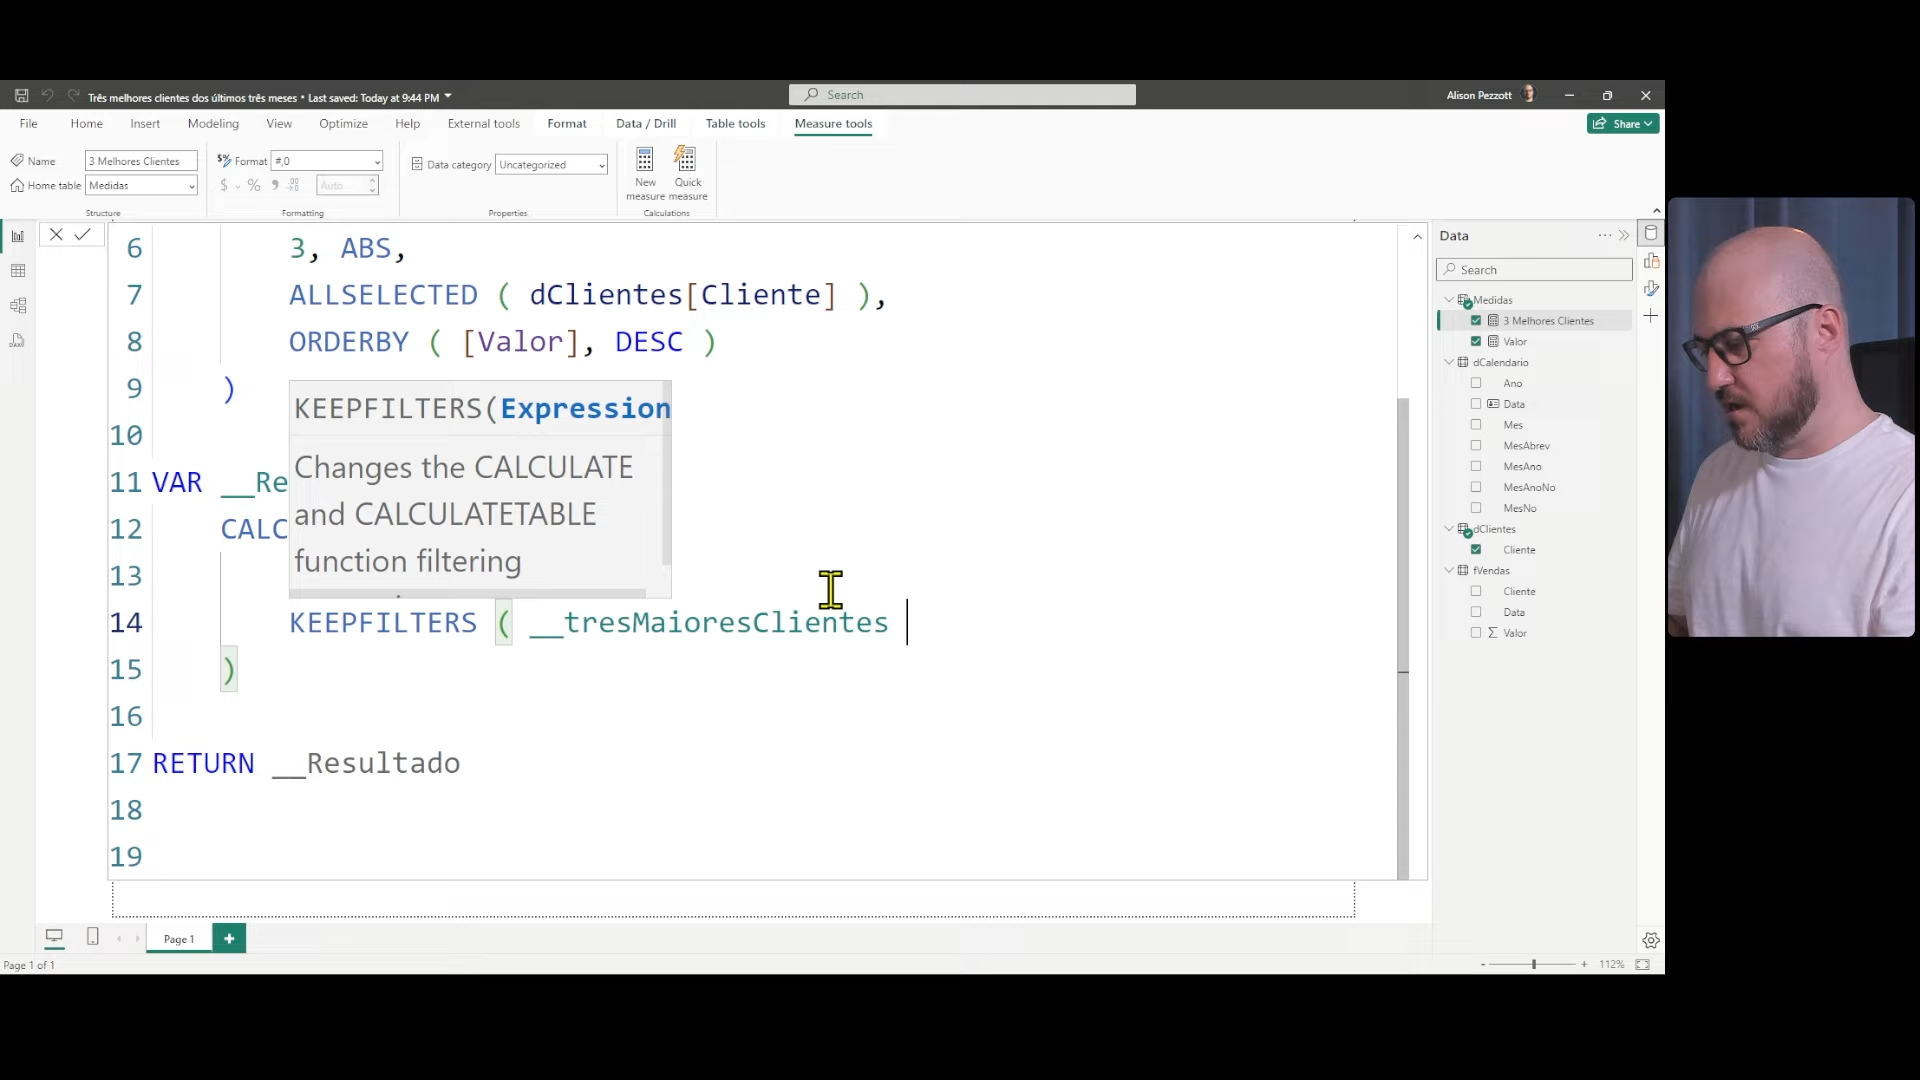 Três melhores clientes dos últimos três meses • Last saved: Today at 9:44 PM
Search
Alison Pezzott
File Home Insert Modeling View Optimize Help External tools Format Data / Drill Table tools Measure tools
Share
Name 3 Melhores Clientes
Format #,0
Data category Uncategorized
New measure
Quick measure
Home table Medidas
$ % 9 Auto
Structure Formatting Properties Calculations
6 3, ABS,
7 ALLSELECTED ( dClientes[Cliente] ),
8 ORDERBY ( [Valor], DESC )
9 )
10
11 VAR __Re
12 CALC
13
14 KEEPFILTERS ( __tresMaioresClientes
15 )
16
17 RETURN __Resultado
18
19
KEEPFILTERS(Expression
Changes the CALCULATE
and CALCULATETABLE
function filtering
Data
Search
Medidas
3 Melhores Clientes
Valor
dCalendario
Ano
Data
Mes
MesAbrev
MesAno
MesAnoNo
MesNo
dClientes
Cliente
fVendas
Cliente
Data
Σ Valor
Page 1
+
Page 1 of 1
- + 112%